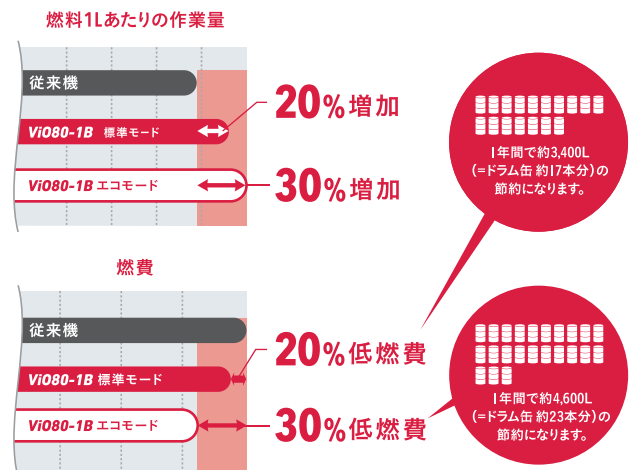 燃料1Lあたりの作業量
従来機
ViO80-1B 標準モード
ViO80-1B エコモード
20%増加
30%増加
燃費
従来機
ViO80-1B 標準モード
ViO80-1B エコモード
20%低燃費
30%低燃費
1年間で約3,400L
(=ドラム缶 約17本分)の
節約になります。
1年間で約4,600L
(=ドラム缶 約23本分)の
節約になります。